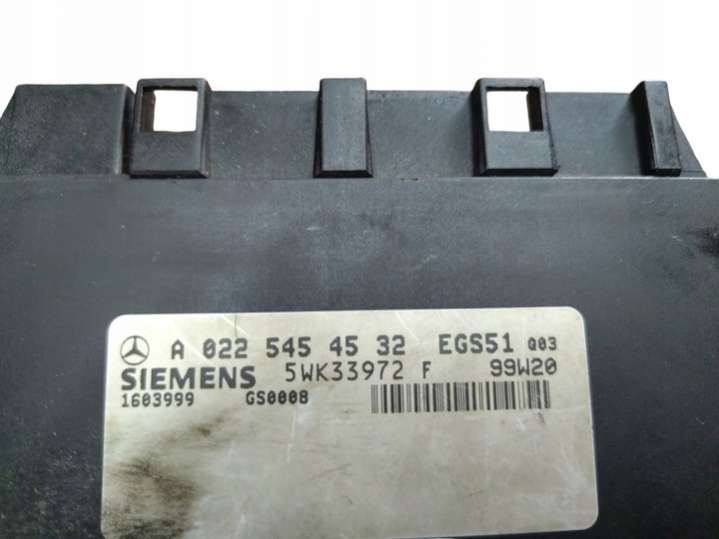 A 022 545 45 32 EGS51 Q03
SIEMENS 5WK33972 F 99W20
1603999 GS0008